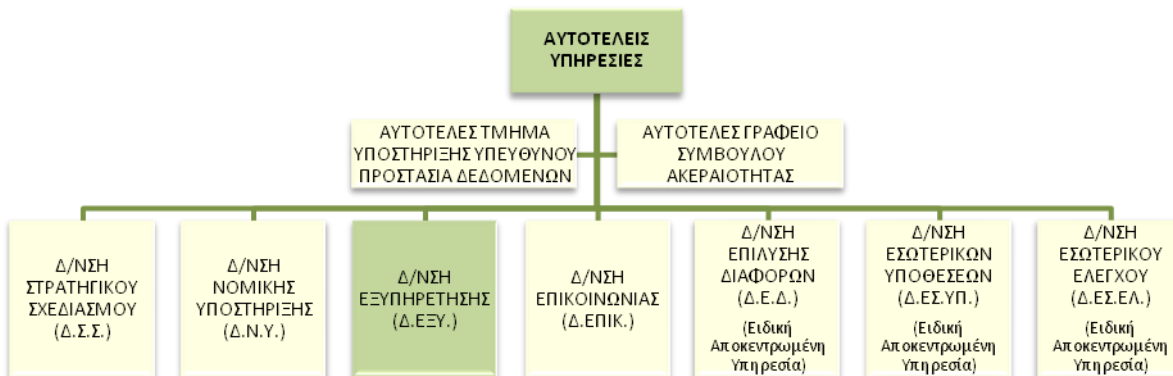 ΑΥΤΟΤΕΛΕΙΣ
ΥΠΗΡΕΣΙΕΣ
ΑΥΤΟΤΕΛΕΣ ΤΜΗΜΑ
ΥΠΟΣΤΗΡΙΞΗΣ ΥΠΕΥΘΥΝΟΥ
ΠΡΟΣΤΑΣΙΑ ΔΕΔΟΜΕΝΩΝ
ΑΥΤΟΤΕΛΕΣ ΓΡΑΦΕΙΟ
ΣΥΜΒΟΥΛΟΥ
ΑΚΕΡΑΙΟΤΗΤΑΣ
Δ/ΝΣΗ
ΣΤΡΑΤΗΓΙΚΟΥ
ΣΧΕΔΙΑΣΜΟΥ
(Δ.Σ.Σ.)
Δ/ΝΣΗ
ΝΟΜΙΚΗΣ
ΥΠΟΣΤΗΡΙΞΗΣ
(Δ.Ν.Υ.)
Δ/ΝΣΗ
ΕΞΥΠΗΡΕΤΗΣΗΣ
(Δ.ΕΞΥ.)
Δ/ΝΣΗ
ΕΠΙΚΟΙΝΩΝΙΑΣ
(Δ.ΕΠΙΚ.)
Δ/ΝΣΗ
ΕΠΙΛΥΣΗΣ
ΔΙΑΦΟΡΩΝ
(Δ.Ε.Δ.)
(Ειδική
Αποκεντρωμένη
Υπηρεσία)
Δ/ΝΣΗ
ΕΣΩΤΕΡΙΚΩΝ
ΥΠΟΘΕΣΕΩΝ
(Δ.ΕΣ.ΥΠ.)
(Ειδική
Αποκεντρωμένη
Υπηρεσία)
Δ/ΝΣΗ
ΕΣΩΤΕΡΙΚΟΥ
ΕΛΕΓΧΟΥ
(Δ.ΕΣ.ΕΛ.)
(Ειδική
Αποκεντρωμένη
Υπηρεσία)